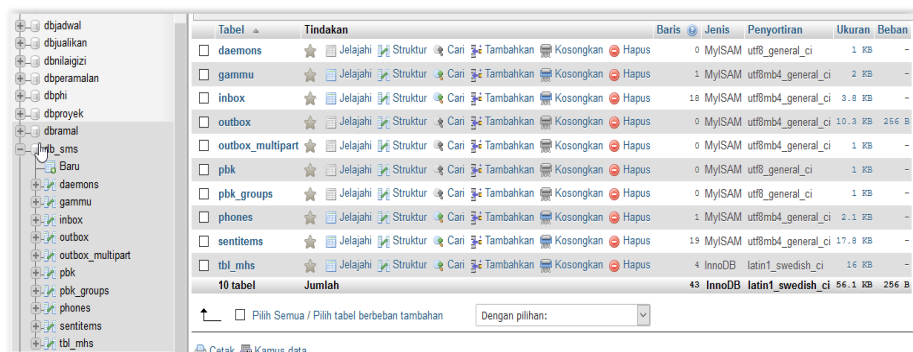 dbjadwal
dbjualikan
dbnilaigizi
dbperamalan
dbphi
dbproyek
dbramal
b_sms
Baru
daemons
gammu
inbox
outbox
outbox_multipart
pbk
pbk_groups
phones
sentitems
tbl_mhs
Tabel Tindakan Baris Jenis Penyortiran Ukuran Beban
daemons Jelajahi Struktur Cari Tambahkan Kosongkan Hapus 0 MyISAM utf8_general_ci 1 KB -
gammu Jelajahi Struktur Cari Tambahkan Kosongkan Hapus 1 MyISAM utf8mb4_general_ci 2 KB -
inbox Jelajahi Struktur Cari Tambahkan Kosongkan Hapus 18 MyISAM utf8mb4_general_ci 3.8 KB -
outbox Jelajahi Struktur Cari Tambahkan Kosongkan Hapus 0 MyISAM utf8mb4_general_ci 10.3 KB 256 B
outbox_multipart Jelajahi Struktur Cari Tambahkan Kosongkan Hapus 0 MyISAM utf8mb4_general_ci 1 KB -
pbk Jelajahi Struktur Cari Tambahkan Kosongkan Hapus 0 MyISAM utf8_general_ci 1 KB -
pbk_groups Jelajahi Struktur Cari Tambahkan Kosongkan Hapus 0 MyISAM utf8_general_ci 1 KB -
phones Jelajahi Struktur Cari Tambahkan Kosongkan Hapus 1 MyISAM utf8mb4_general_ci 2.1 KB -
sentitems Jelajahi Struktur Cari Tambahkan Kosongkan Hapus 19 MyISAM utf8mb4_general_ci 17.8 KB -
tbl_mhs Jelajahi Struktur Cari Tambahkan Kosongkan Hapus 4 InnoDB latin1_swedish_ci 16 KB -
10 tabel Jumlah 43 InnoDB latin1_swedish_ci 56.1 KB 256 B
Pilih Semua / Pilih tabel berbeban tambahan Dengan pilihan:
Cetak Kamus data